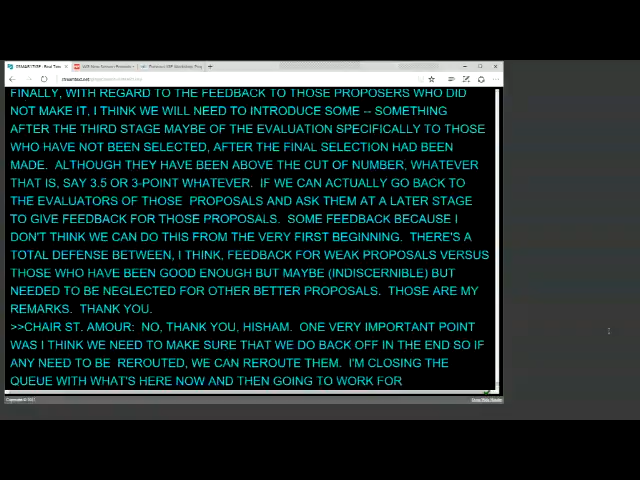 streamtext.net
FINALLY, WITH REGARD TO THE FEEDBACK TO THOSE PROPOSERS WHO DID
NOT MAKE IT, I THINK WE WILL NEED TO INTRODUCE SOME -- SOMETHING
AFTER THE THIRD STAGE MAYBE OF THE EVALUATION SPECIFICALLY TO THOSE
WHO HAVE NOT BEEN SELECTED, AFTER THE FINAL SELECTION HAD BEEN
MADE.  ALTHOUGH THEY HAVE BEEN ABOVE THE CUT OF NUMBER, WHATEVER
THAT IS, SAY 3.5 OR 3-POINT WHATEVER.  IF WE CAN ACTUALLY GO BACK TO
THE EVALUATORS OF THOSE  PROPOSALS AND ASK THEM AT A LATER STAGE
TO GIVE FEEDBACK FOR THOSE PROPOSALS.  SOME FEEDBACK BECAUSE I
DON'T THINK WE CAN DO THIS FROM THE VERY FIRST BEGINNING.  THERE'S A
TOTAL DEFENSE BETWEEN, I THINK, FEEDBACK FOR WEAK PROPOSALS VERSUS
THOSE WHO HAVE BEEN GOOD ENOUGH BUT MAYBE (INDISCERNIBLE) BUT
NEEDED TO BE NEGLECTED FOR OTHER BETTER PROPOSALS.  THOSE ARE MY
REMARKS.  THANK YOU.
>>CHAIR ST. AMOUR:  NO, THANK YOU, HISHAM.  ONE VERY IMPORTANT POINT
WAS I THINK WE NEED TO MAKE SURE THAT WE DO BACK OFF IN THE END SO IF
ANY NEED TO BE  REROUTED, WE CAN REROUTE THEM.  I'M CLOSING THE
QUEUE WITH WHAT'S HERE NOW AND THEN GOING TO WORK FOR